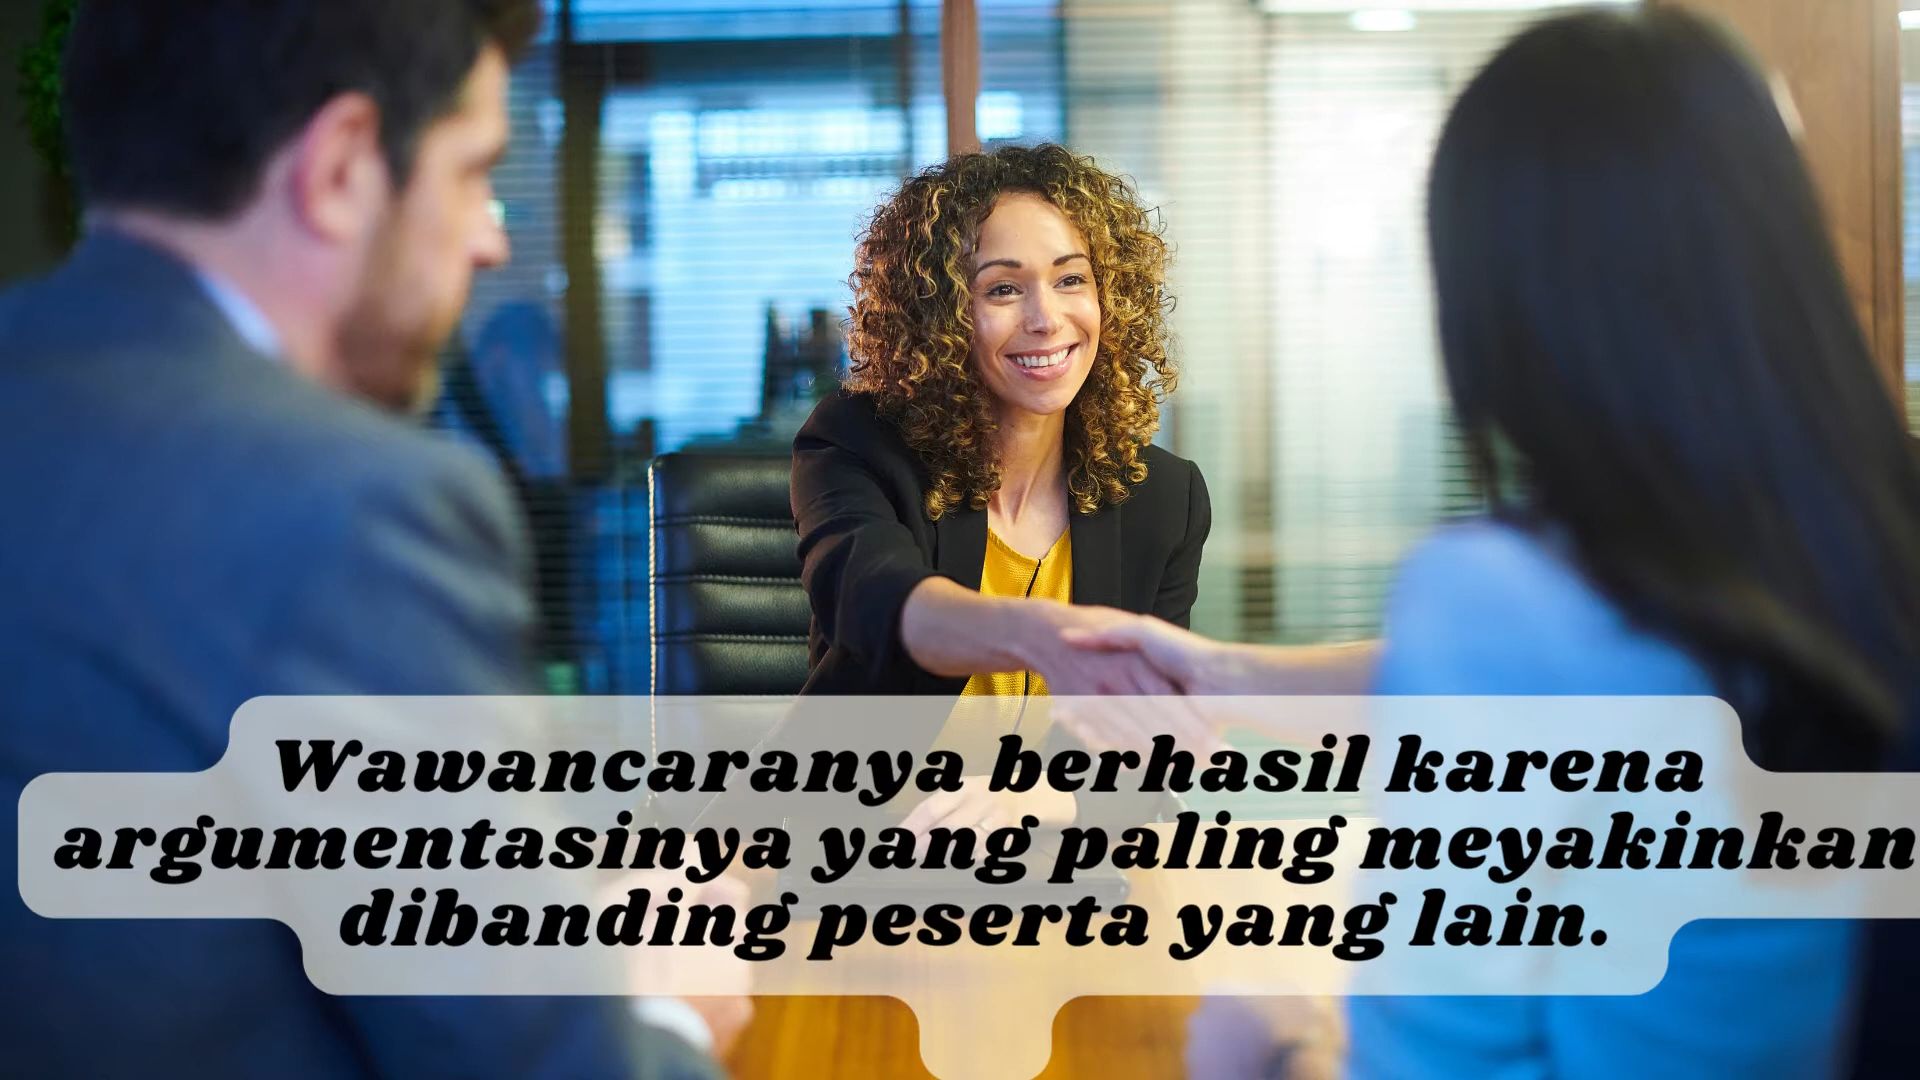 Wawancaranya berhasil karena
argumentasinya yang paling meyakinkan
dibanding peserta yang lain.